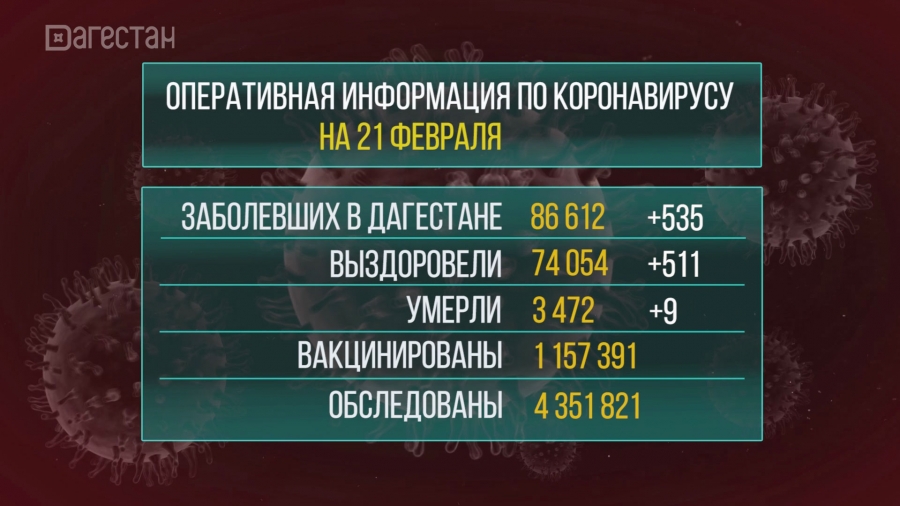 Дагестан
ОПЕРАТИВНАЯ ИНФОРМАЦИЯ ПО КОРОНАВИРУСУ
НА 21 ФЕВРАЛЯ
ЗАБОЛЕВШИХ В ДАГЕСТАНЕ 86 612 +535
ВЫЗДОРОВЕЛИ 74 054 +511
УМЕРЛИ 3 472 +9
ВАКЦИНИРОВАНЫ 1 157 391
ОБСЛЕДОВАНЫ 4 351 821